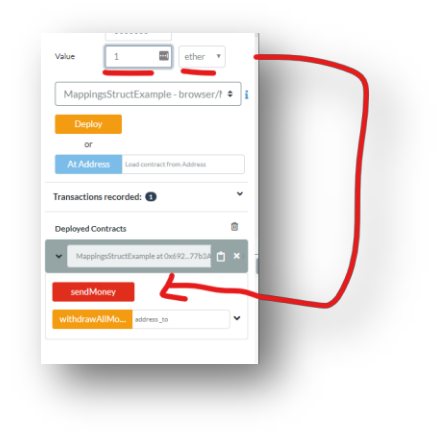 Value
1
ether
MappingsStructExample - browser/
Deploy
or
At Address
Load contract from Address
Transactions recorded: 1
Deployed Contracts
MappingsStructExample at 0x692...77b3A
sendMoney
withdrawAllMo...
address_to